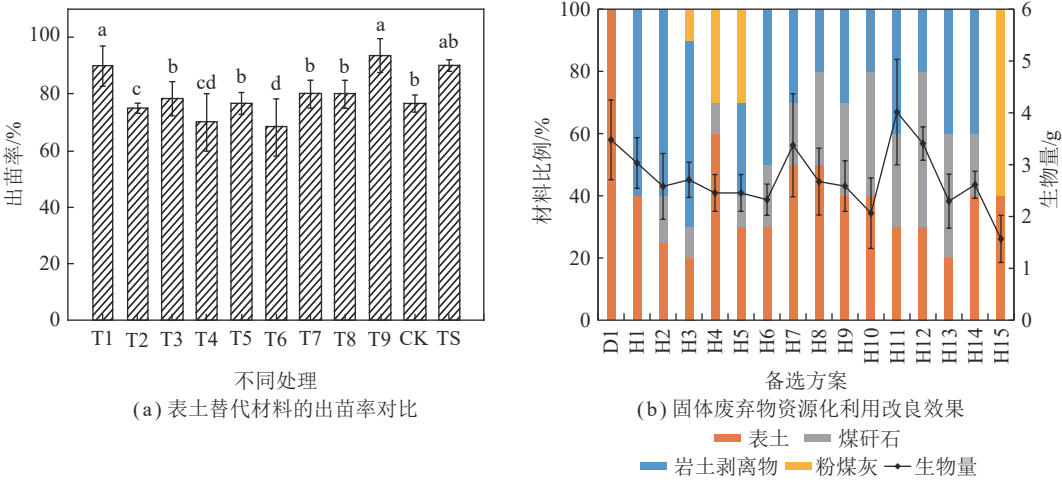 100
80
60
40
20
0
出苗率/%
a
c
b
cd
b
d
b
b
a
b
ab
T1 T2 T3 T4 T5 T6 T7 T8 T9 CK TS
不同处理
(a) 表土替代材料的出苗率对比
100
80
60
40
20
0
材料比例/%
6
5
4
3
2
1
0
生物量/g
D1 H1 H2 H3 H4 H5 H6 H7 H8 H9 H10 H11 H12 H13 H14 H15
备选方案
(b) 固体废弃物资源化利用改良效果
表土 煤矸石
岩土剥离物 粉煤灰 生物量